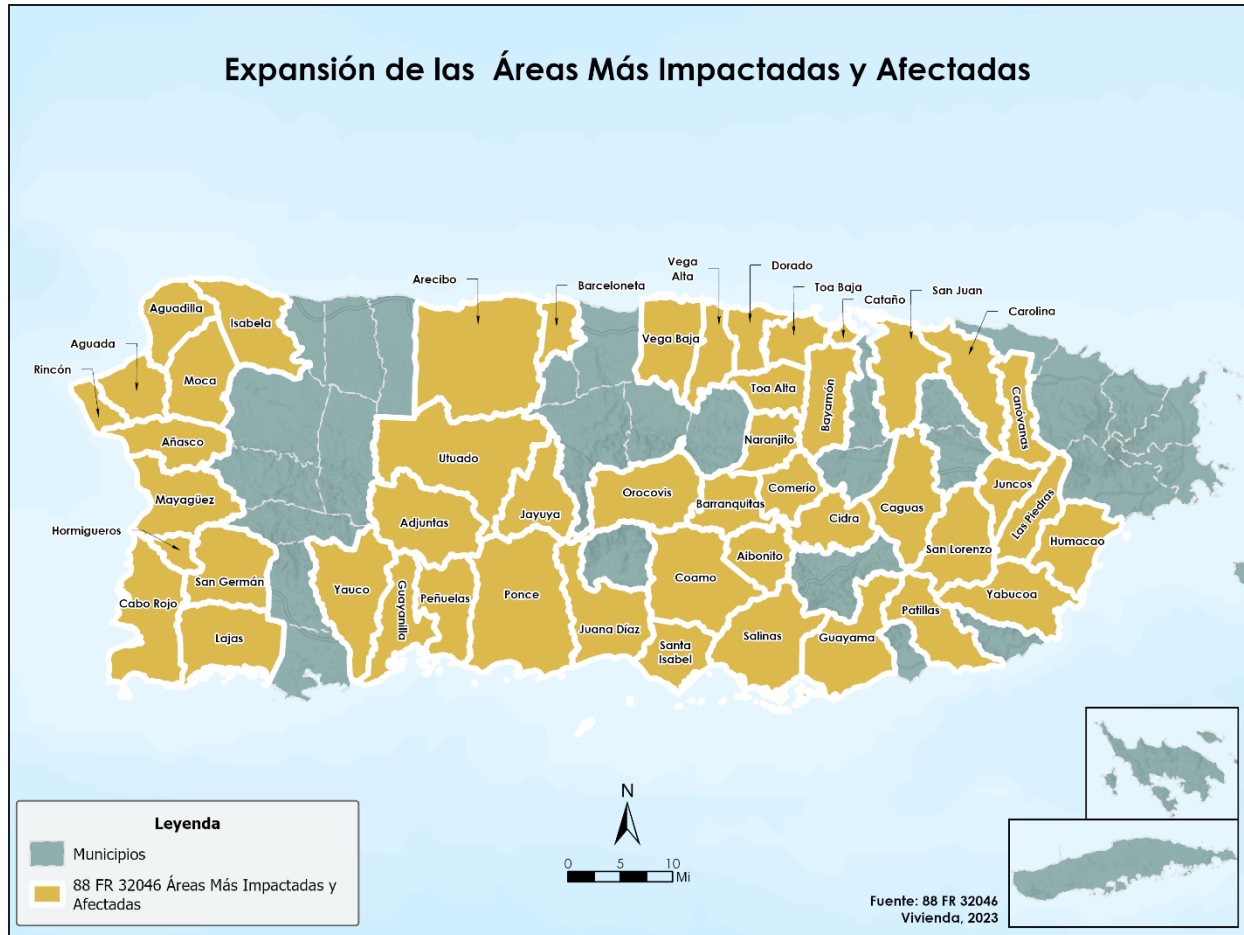 Expansión de las Áreas Más Impactadas y Afectadas
Vega
Alta
Dorado
Arecibo
Barceloneta
Toa Baja
Cataño
San Juan
Carolina
Aguadilla
Isabela
Aguada
Rincón
Moca
Vega Baja
Toa Alta
Bayamón
Canóvanas
Añasco
Naranjito
Utuado
Mayagüez
Orocovis
Barranquitas
Comerío
Juncos
Las Piedras
Hormigueros
Adjuntas
Jayuya
Cidra
Caguas
Humacao
San Lorenzo
Aibonito
San Germán
Coamo
Cabo Rojo
Yauco
Guayanilla
Peñuelas
Ponce
Yabucoa
Patillas
Lajas
Juana Díaz
Salinas
Guayama
Santa
Isabel
N
0 5 10
Mi
Leyenda
Municipios
88 FR 32046 Áreas Más Impactadas y
Afectadas
Fuente: 88 FR 32046
Vivienda, 2023